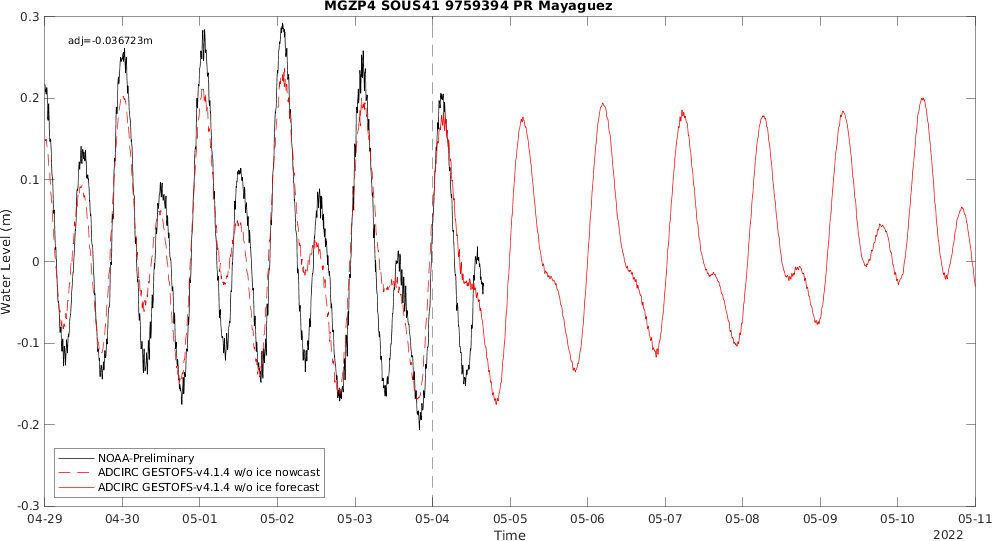 MGZP4 SOUS41 9759394 PR Mayaguez
adj=-0.036723m
0.3
0.2
0.1
0
-0.1
-0.2
-0.3
Water Level (m)
NOAA-Preliminary
ADCIRC GESTOFS-v4.1.4 w/o ice nowcast
ADCIRC GESTOFS-v4.1.4 w/o ice forecast
04-29 04-30 05-01 05-02 05-03 05-04 05-05 05-06 05-07 05-08 05-09 05-10 05-11
Time
2022